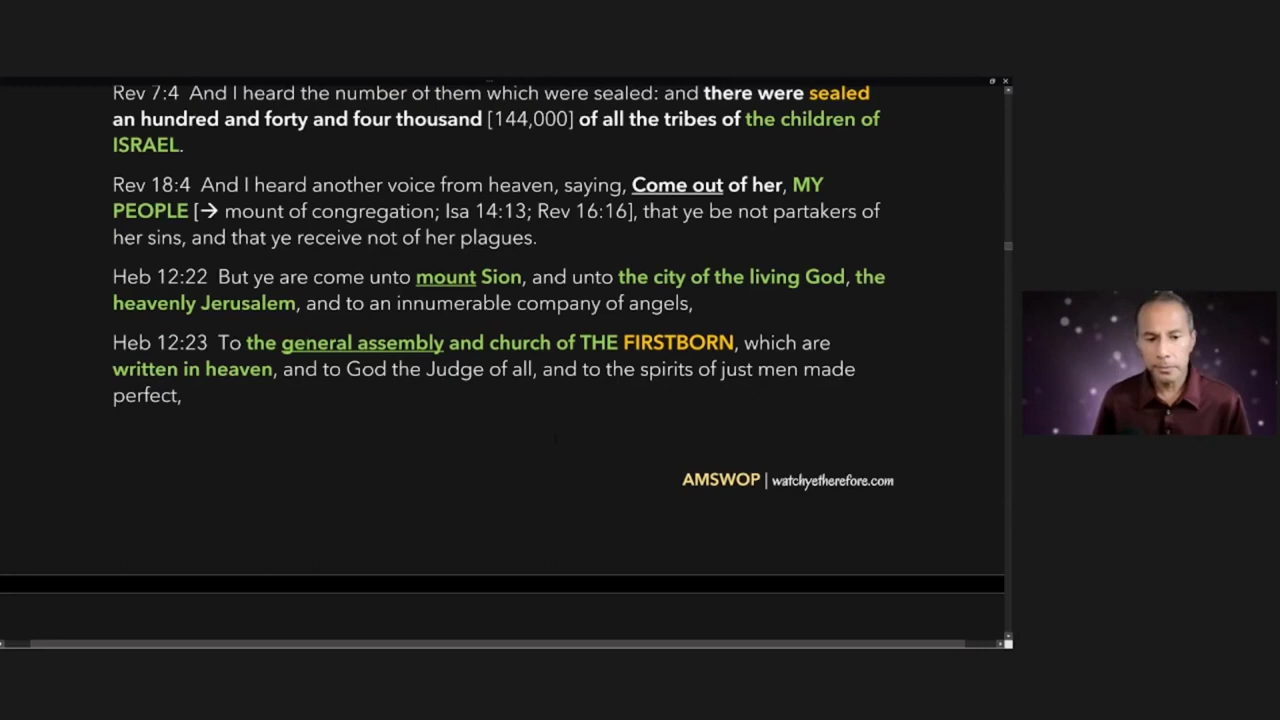 Rev 7:4 And I heard the number of them which were sealed: and there were sealed
an hundred and forty and four thousand [144,000] of all the tribes of the children of
ISRAEL.
Rev 18:4 And I heard another voice from heaven, saying, Come out of her, MY
PEOPLE [→ mount of congregation; Isa 14:13; Rev 16:16], that ye be not partakers of
her sins, and that ye receive not of her plagues.
Heb 12:22 But ye are come unto mount Sion, and unto the city of the living God, the
heavenly Jerusalem, and to an innumerable company of angels,
Heb 12:23 To the general assembly and church of THE FIRSTBORN, which are
written in heaven, and to God the Judge of all, and to the spirits of just men made
perfect,
AMSWOP | watchyetherefore.com